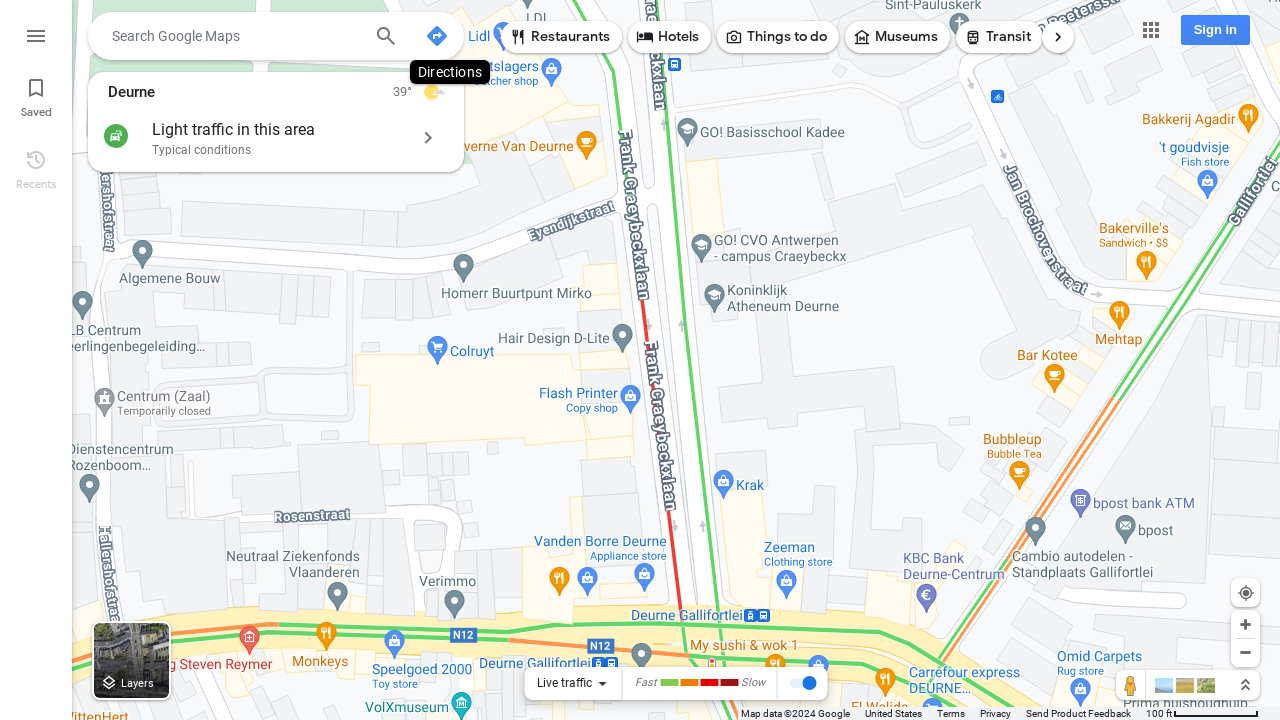 Search Google Maps
Directions
Restaurants
Hotels
Things to do
Museums
Transit
Sign in
Saved
Recents
Deurne
39°
Light traffic in this area
Typical conditions
LDL
Lidl
Sint-Pauluskerk
Frank Craeybeckxlaan
Frank Craeybeckxlaan
GO! Basisschool Kadee
Bakkerij Agadir
't goudvisje
Fish store
Jan Brochovenstraat
Gallifortlei
Eyendijkstraat
GO! CVO Antwerpen
- campus Craeybeckx
Bakerville's
Sandwich • $$
Algemene Bouw
Homerr Buurtpunt Mirko
Koninklijk
Atheneum Deurne
Hair Design D-Lite
Mehtap
Colruyt
Bar Kotee
Centrum (Zaal)
Temporarily closed
Flash Printer
Copy shop
Bubbleup
Bubble Tea
Krak
bpost bank ATM
bpost
Rosenstraat
Vanden Borre Deurne
Appliance store
Zeeman
Clothing store
Cambio autodelen -
Standplaats Gallifortlei
KBC Bank
Deurne-Centrum
Neutraal Ziekenfonds
Vlaanderen
Verimmo
Deurne Gallifortlei
N12
N12
My sushi & wok 1
Monkeys
Speelgoed 2000
Toy store
Deurne Gallifortlei
Carrefour express
DEURNE...
Omid Carpets
Rug store
VolXmuseum
Layers
Live traffic
Fast
Slow
Map data ©2024 Google
United States
Terms
Privacy
Send Product Feedback
100 ft